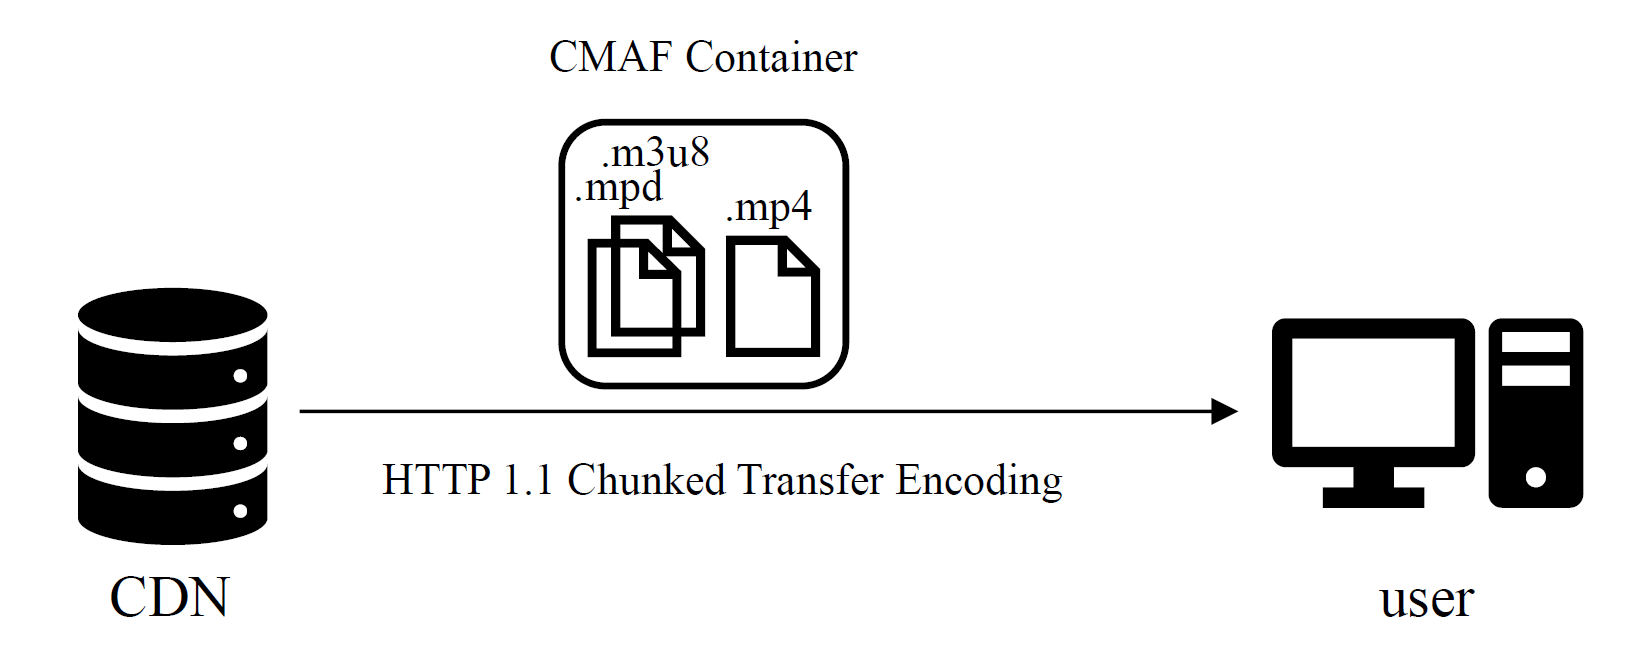 CMAF Container
.m3u8
.mpd
.mp4
HTTP 1.1 Chunked Transfer Encoding
CDN
user